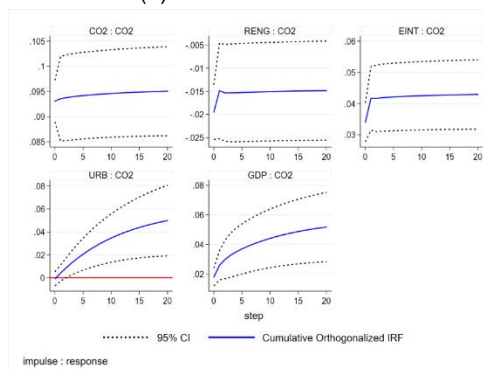 CO2 : CO2
.105
.1
.095
.09
.085
0 5 10 15 20
RENG : CO2
-.005
-.01
-.015
-.02
-.025
0 5 10 15 20
EINT : CO2
.06
.05
.04
.03
0 5 10 15 20
URB : CO2
.08
.06
.04
.02
0
0 5 10 15 20
GDP : CO2
.08
.06
.04
.02
0 5 10 15 20
step
95% CI Cumulative Orthogonalized IRF
impulse : response